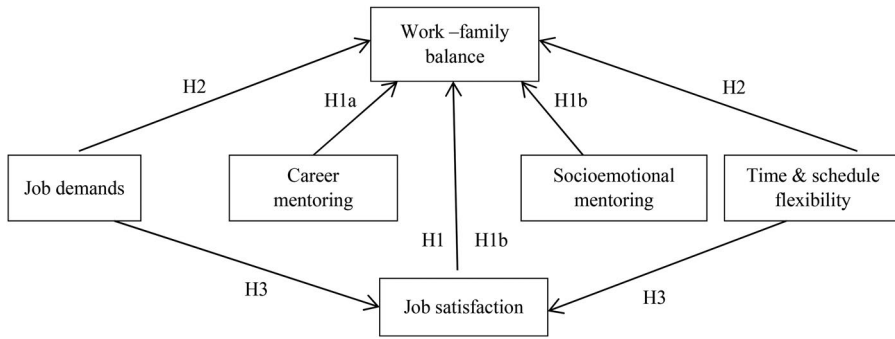 Work –family
balance
H2
H1a
H1b
H2
Job demands
Career
mentoring
Socioemotional
mentoring
Time & schedule
flexibility
H1
H1b
H3
H3
Job satisfaction